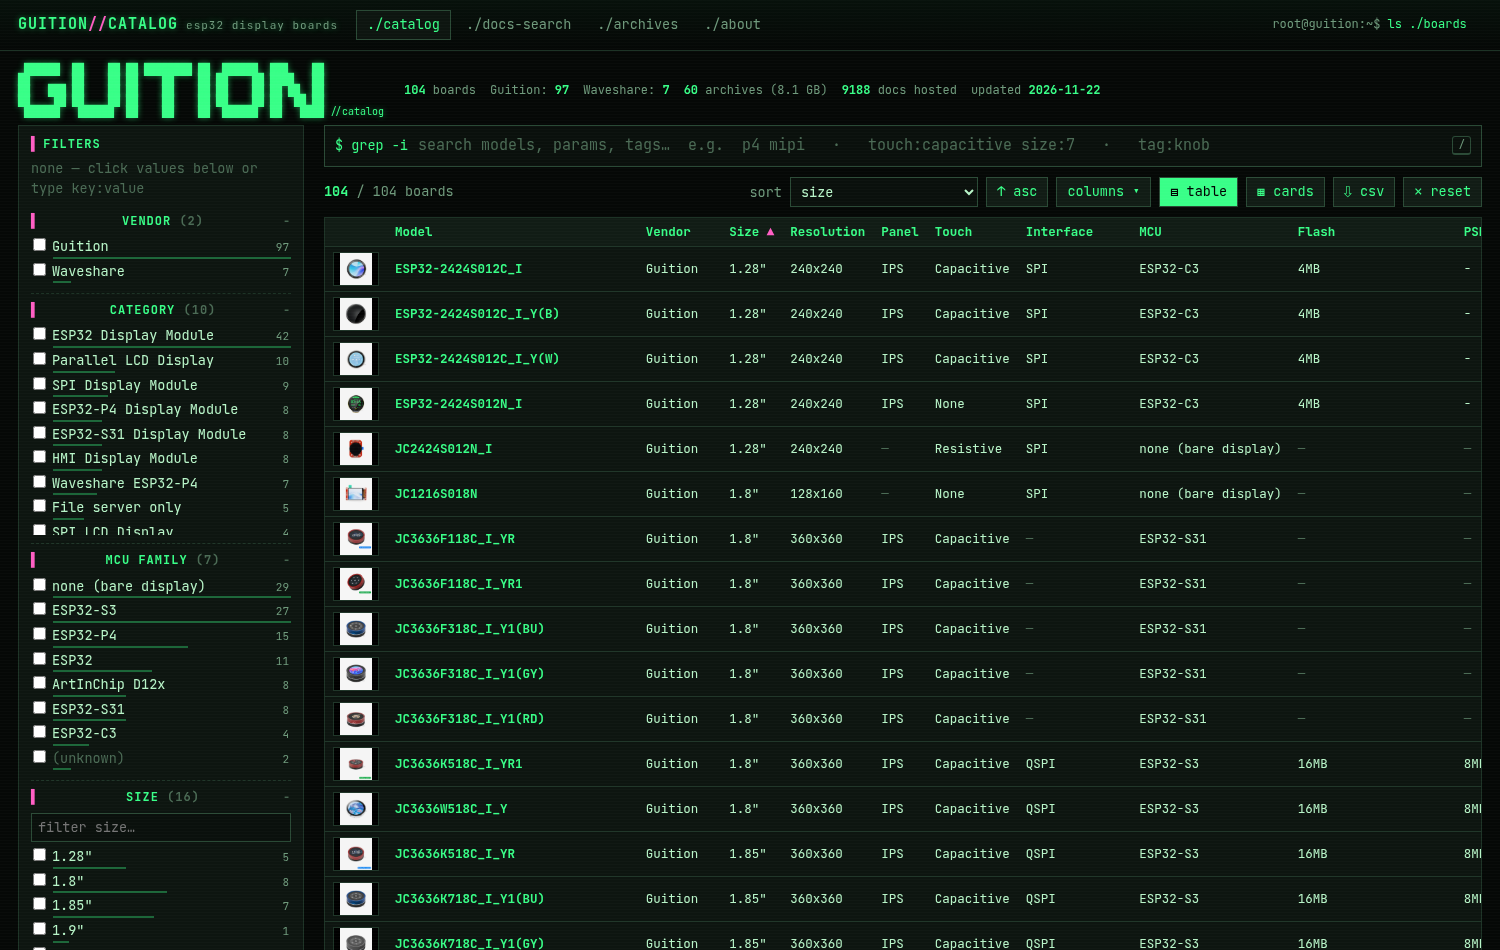 GUITION//CATALOG esp32 display boards ./catalog ./docs-search ./archives ./about root@guition:~$ ls ./boards
GUITION //catalog
104 boards Guition: 97 Waveshare: 7 60 archives (8.1 GB) 9188 docs hosted updated 2026-11-22
FILTERS
none — click values below or
type key:value
VENDOR (2) -
Guition 97
Waveshare 7
CATEGORY (10) -
ESP32 Display Module 42
Parallel LCD Display 10
SPI Display Module 9
ESP32-P4 Display Module 8
ESP32-S31 Display Module 8
HMI Display Module 8
Waveshare ESP32-P4 7
File server only 5
SPI LCD Display 4
MCU FAMILY (7) -
none (bare display) 29
ESP32-S3 27
ESP32-P4 15
ESP32 11
ArtInChip D12x 8
ESP32-S31 8
ESP32-C3 4
(unknown) 2
SIZE (16) -
filter size…
1.28" 5
1.8" 8
1.85" 7
1.9" 1
$ grep -i search models, params, tags… e.g. p4 mipi · touch:capacitive size:7 · tag:knob /
104 / 104 boards sort size ↑ asc columns ▾ ▤ table ▦ cards ⇩ csv × reset
Model Vendor Size ▲ Resolution Panel Touch Interface MCU Flash
ESP32-2424S012C_I Guition 1.28" 240x240 IPS Capacitive SPI ESP32-C3 4MB -
ESP32-2424S012C_I_Y(B) Guition 1.28" 240x240 IPS Capacitive SPI ESP32-C3 4MB -
ESP32-2424S012C_I_Y(W) Guition 1.28" 240x240 IPS Capacitive SPI ESP32-C3 4MB -
ESP32-2424S012N_I Guition 1.28" 240x240 IPS None SPI ESP32-C3 4MB -
JC2424S012N_I Guition 1.28" 240x240 — Resistive SPI none (bare display) — —
JC1216S018N Guition 1.8" 128x160 — None SPI none (bare display) — —
JC3636F118C_I_YR Guition 1.8" 360x360 IPS Capacitive — ESP32-S31 — —
JC3636F118C_I_YR1 Guition 1.8" 360x360 IPS Capacitive — ESP32-S31 — —
JC3636F318C_I_Y1(BU) Guition 1.8" 360x360 IPS Capacitive — ESP32-S31 — —
JC3636F318C_I_Y1(GY) Guition 1.8" 360x360 IPS Capacitive — ESP32-S31 — —
JC3636F318C_I_Y1(RD) Guition 1.8" 360x360 IPS Capacitive — ESP32-S31 — —
JC3636K518C_I_YR1 Guition 1.8" 360x360 IPS Capacitive QSPI ESP32-S3 16MB
JC3636W518C_I_Y Guition 1.8" 360x360 IPS Capacitive QSPI ESP32-S3 16MB
JC3636K518C_I_YR Guition 1.85" 360x360 IPS Capacitive QSPI ESP32-S3 16MB
JC3636K718C_I_Y1(BU) Guition 1.85" 360x360 IPS Capacitive QSPI ESP32-S3 16MB
JC3636K718C_I_Y1(GY) Guition 1.85" 360x360 IPS Capacitive QSPI ESP32-S3 16MB